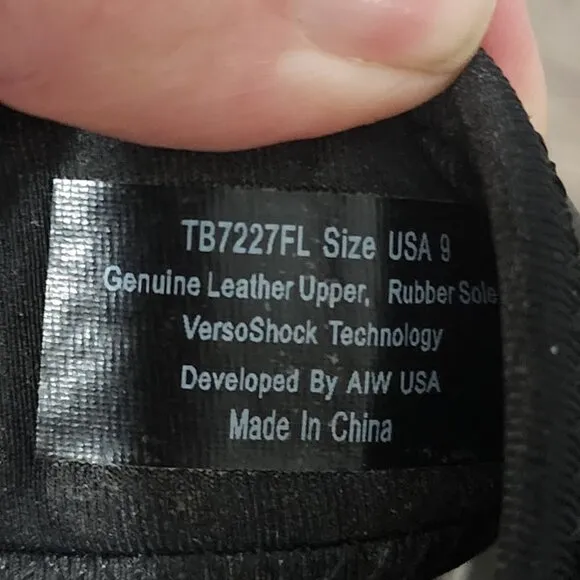 TB7227FL Size USA 9
Genuine Leather Upper, Rubber Sole
VersoShock Technology
Developed By AIW USA
Made In China